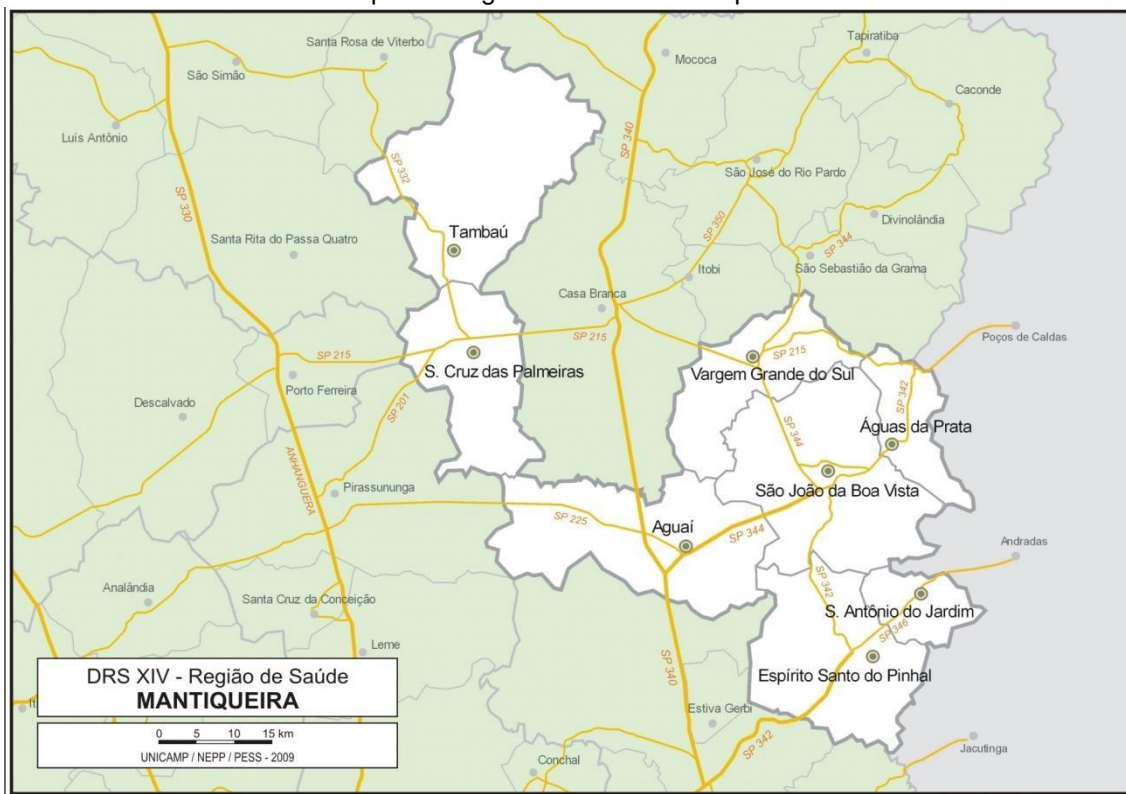 Santa Rosa de Viterbo
Tapiratiba
São Simão
Mococa
Caconde
Luís Antônio
SP 340
SP 332
São José do Rio Pardo
SP 330
SP 350
Divinolândia
Tambaú
SP 344
Santa Rita do Passa Quatro
São Sebastião da Grama
Itobi
Casa Branca
SP 215
Poços de Caldas
SP 215
SP 215
S. Cruz das Palmeiras
Vargem Grande do Sul
Porto Ferreira
SP 342
SP 201
Descalvado
Águas da Prata
SP 344
ANHANGUERA
São João da Boa Vista
Pirassununga
SP 225
Aguaí
SP 344
Andradas
SP 342
Analândia
Santa Cruz da Conceição
S. Antônio do Jardim
SP 346
Leme
Espírito Santo do Pinhal
SP 340
DRS XIV - Região de Saúde
MANTIQUEIRA
Estiva Gerbi
0 5 10 15 km
SP 342
Jacutinga
UNICAMP / NEPP / PESS - 2009
Conchal